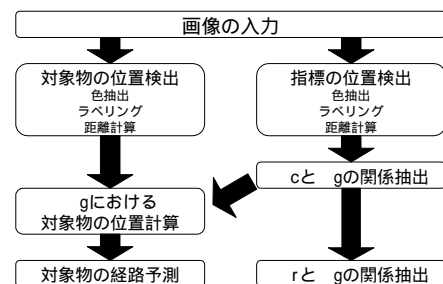 画像の入力
対象物の位置検出
色抽出
ラベリング
距離計算
指標の位置検出
色抽出
ラベリング
距離計算
cと gの関係抽出
gにおける
対象物の位置計算
対象物の経路予測
rと gの関係抽出